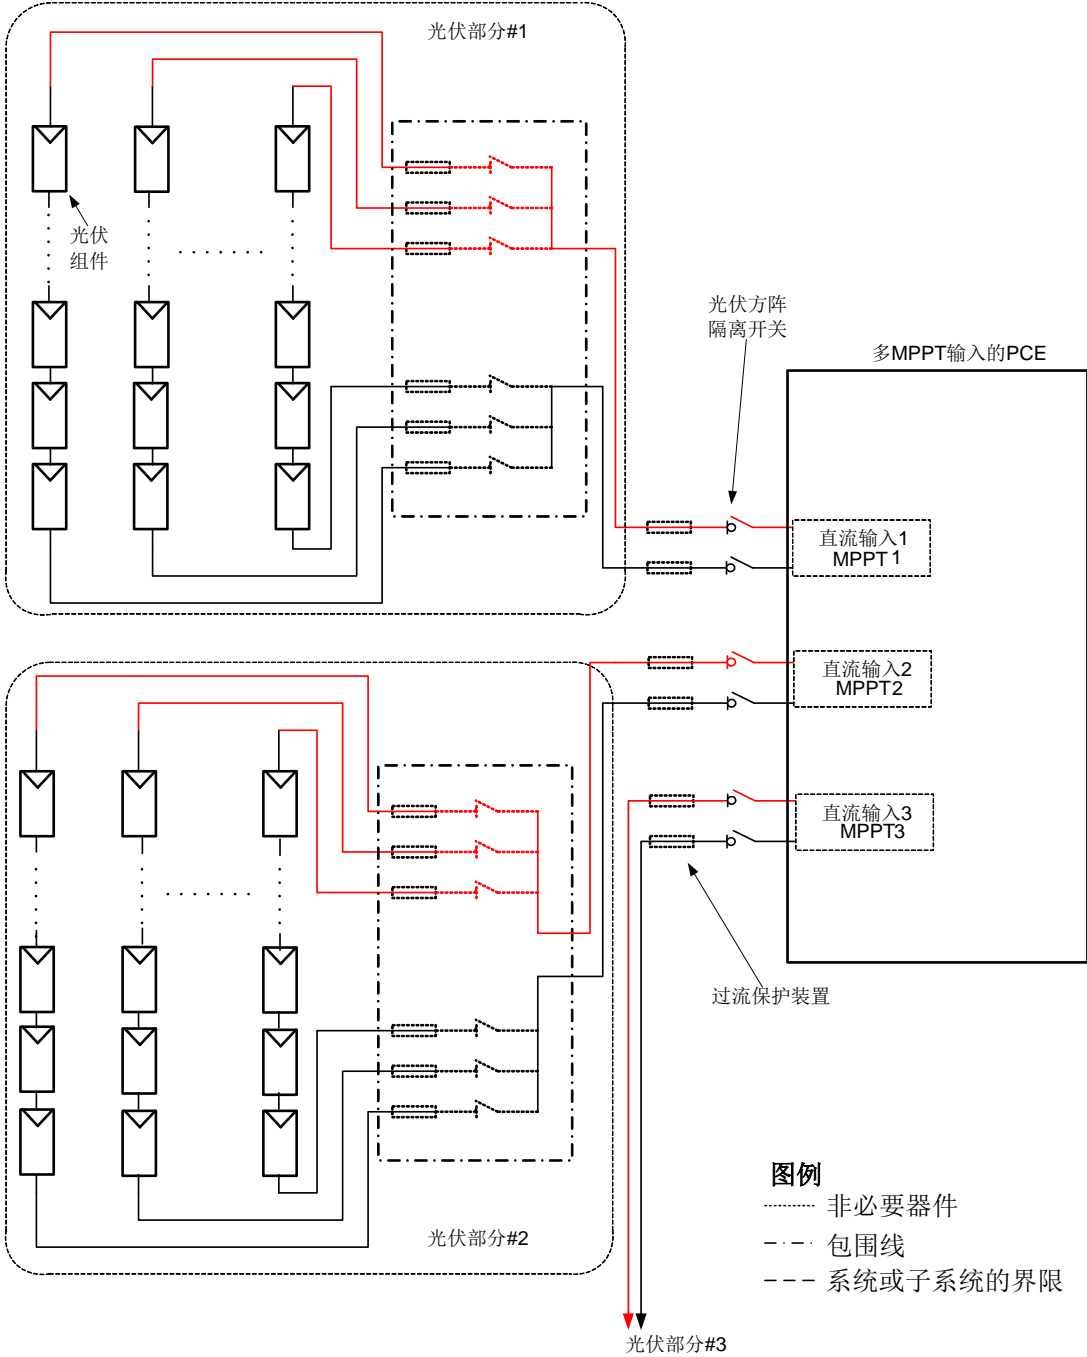 光伏部分#1
光伏
组件
光伏方阵
隔离开关
多MPPT输入的PCE
直流输入1
MPPT 1
直流输入2
MPPT2
直流输入3
MPPT3
过流保护装置
光伏部分#2
图例
非必要器件
包围线
系统或子系统的界限
光伏部分#3